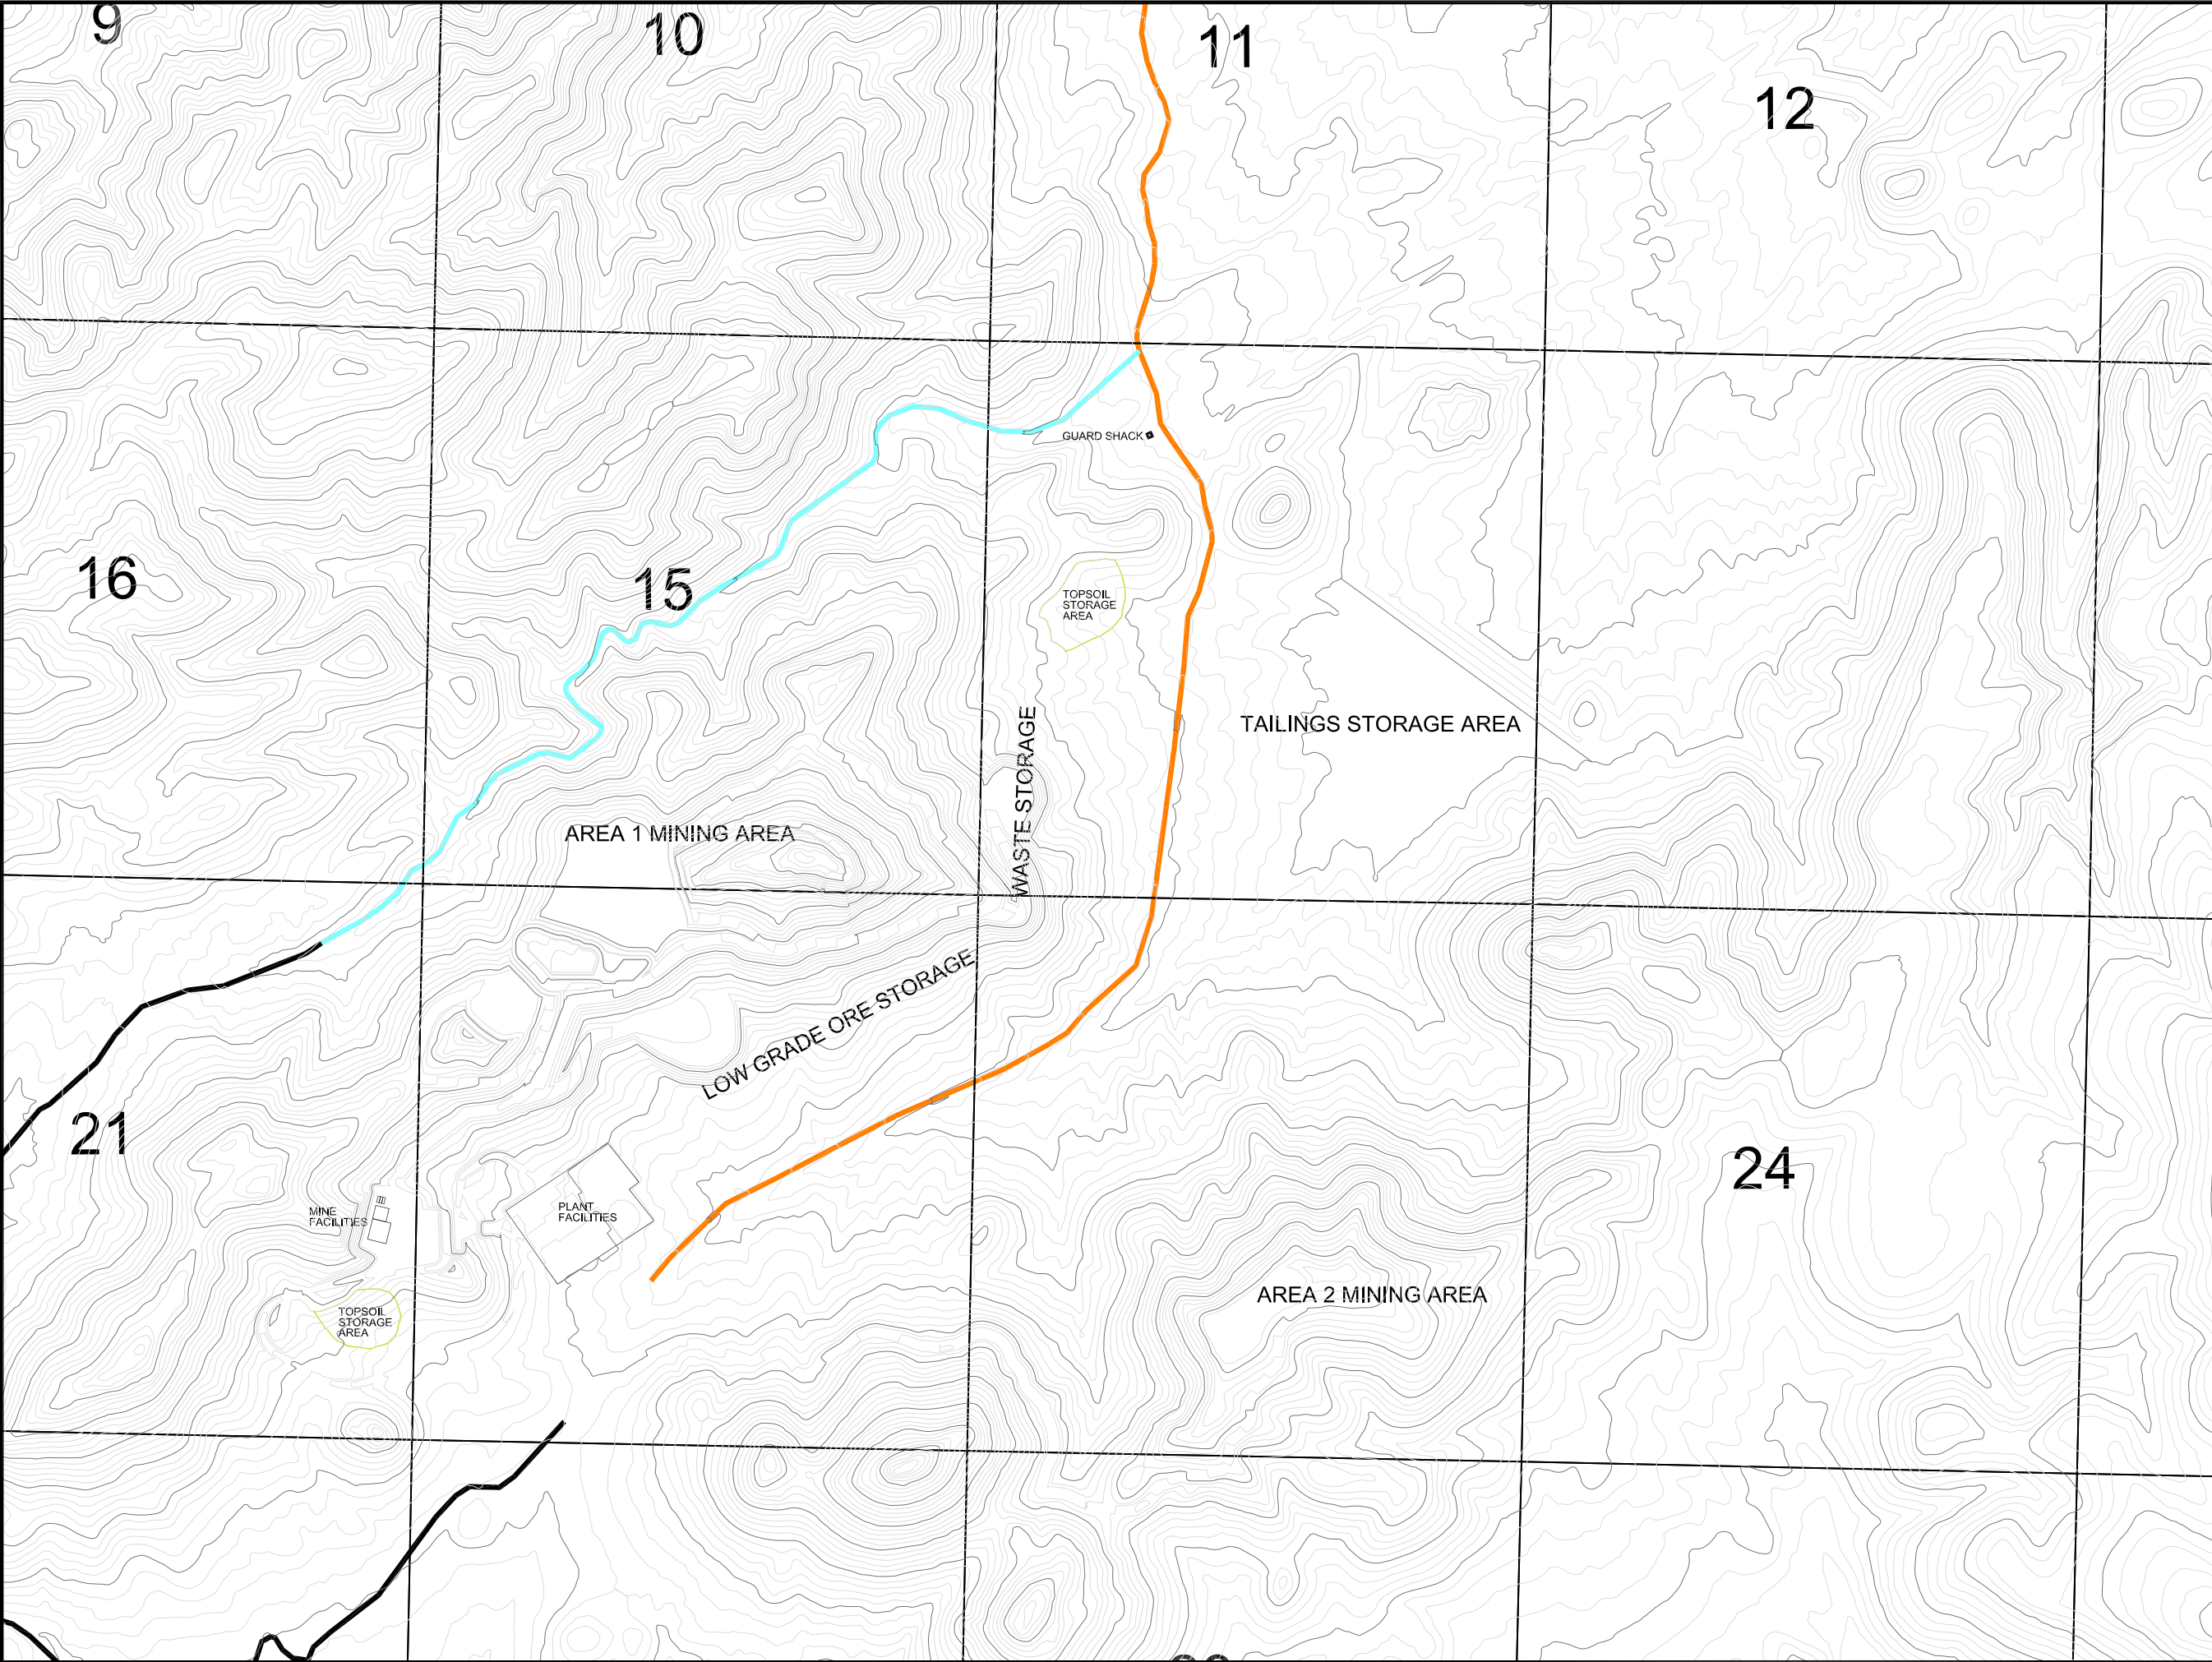 9
10
11
12
GUARD SHACK
16
15
TOPSOIL
STORAGE
AREA
TAILINGS STORAGE AREA
WASTE STORAGE
AREA 1 MINING AREA
LOW GRADE ORE STORAGE
21
24
MINE
FACILITIES
PLANT
FACILITIES
AREA 2 MINING AREA
TOPSOIL
STORAGE
AREA